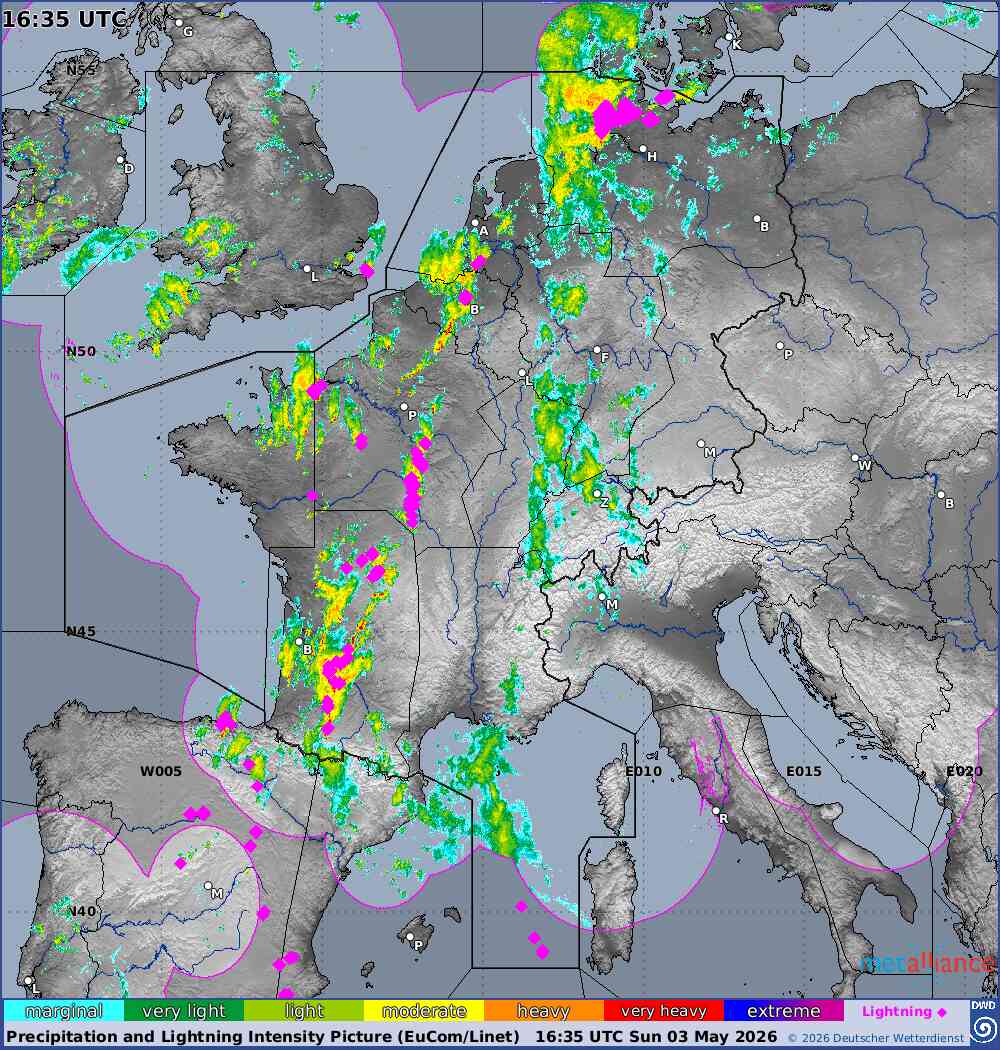 16:35 UTC
G
K
N55
D
H
A
B
L
B
N50
P
F
L
P
M
W
Z
B
M
N45
B
W005
E010
E015
E020
R
M
N40
P
L
metalliance
marginal very light light moderate heavy very heavy extreme Lightning
DWD
Precipitation and Lightning Intensity Picture (EuCom/Linet) 16:35 UTC Sun 03 May 2026 © 2026 Deutscher Wetterdienst